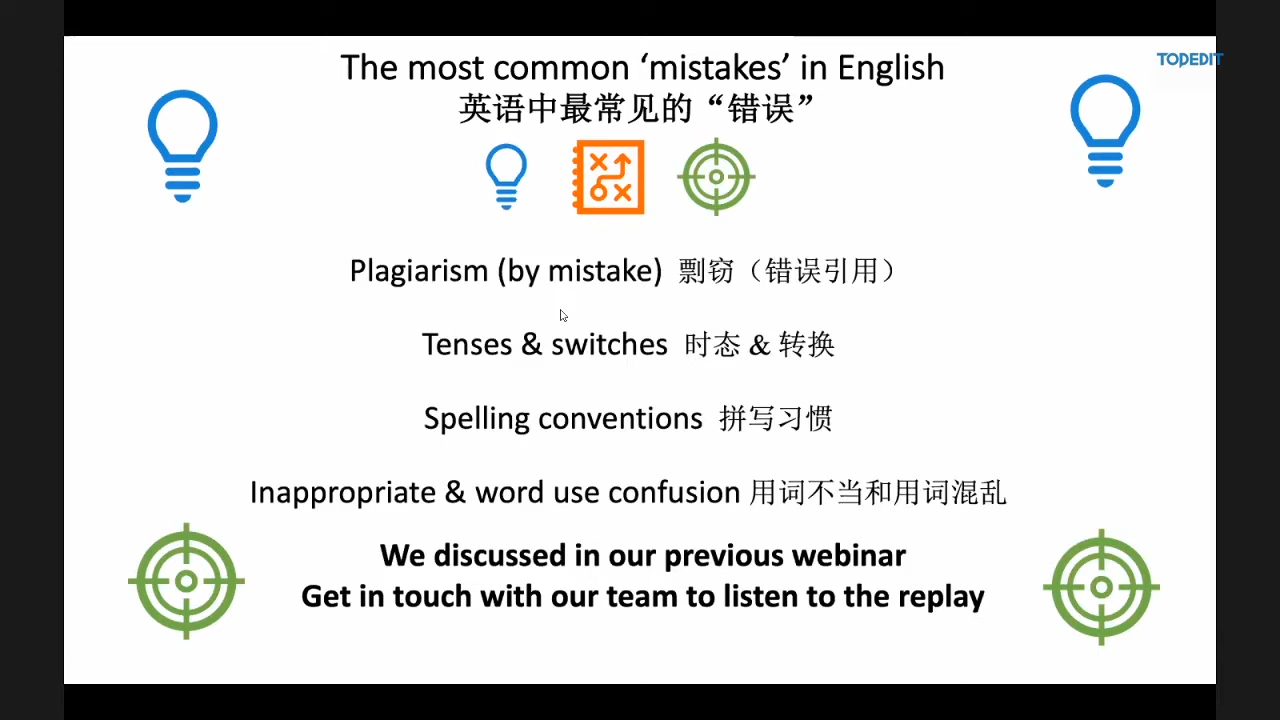 TOPEDIT
The most common ‘mistakes’ in English
英语中最常见的“错误”
Plagiarism (by mistake) 剽窃（错误引用）
Tenses & switches 时态 & 转换
Spelling conventions 拼写习惯
Inappropriate & word use confusion 用词不当和用词混乱
We discussed in our previous webinar
Get in touch with our team to listen to the replay